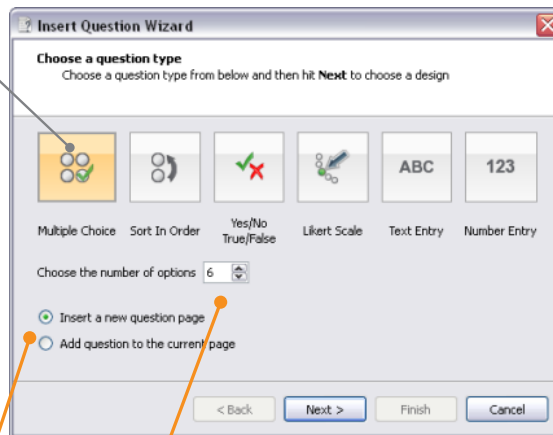 Insert Question Wizard
Choose a question type
Choose a question type from below and then hit Next to choose a design
ABC
123
Multiple Choice
Sort In Order
Yes/No
True/False
Likert Scale
Text Entry
Number Entry
Choose the number of options 6
Insert a new question page
Add question to the current page
< Back
Next >
Finish
Cancel